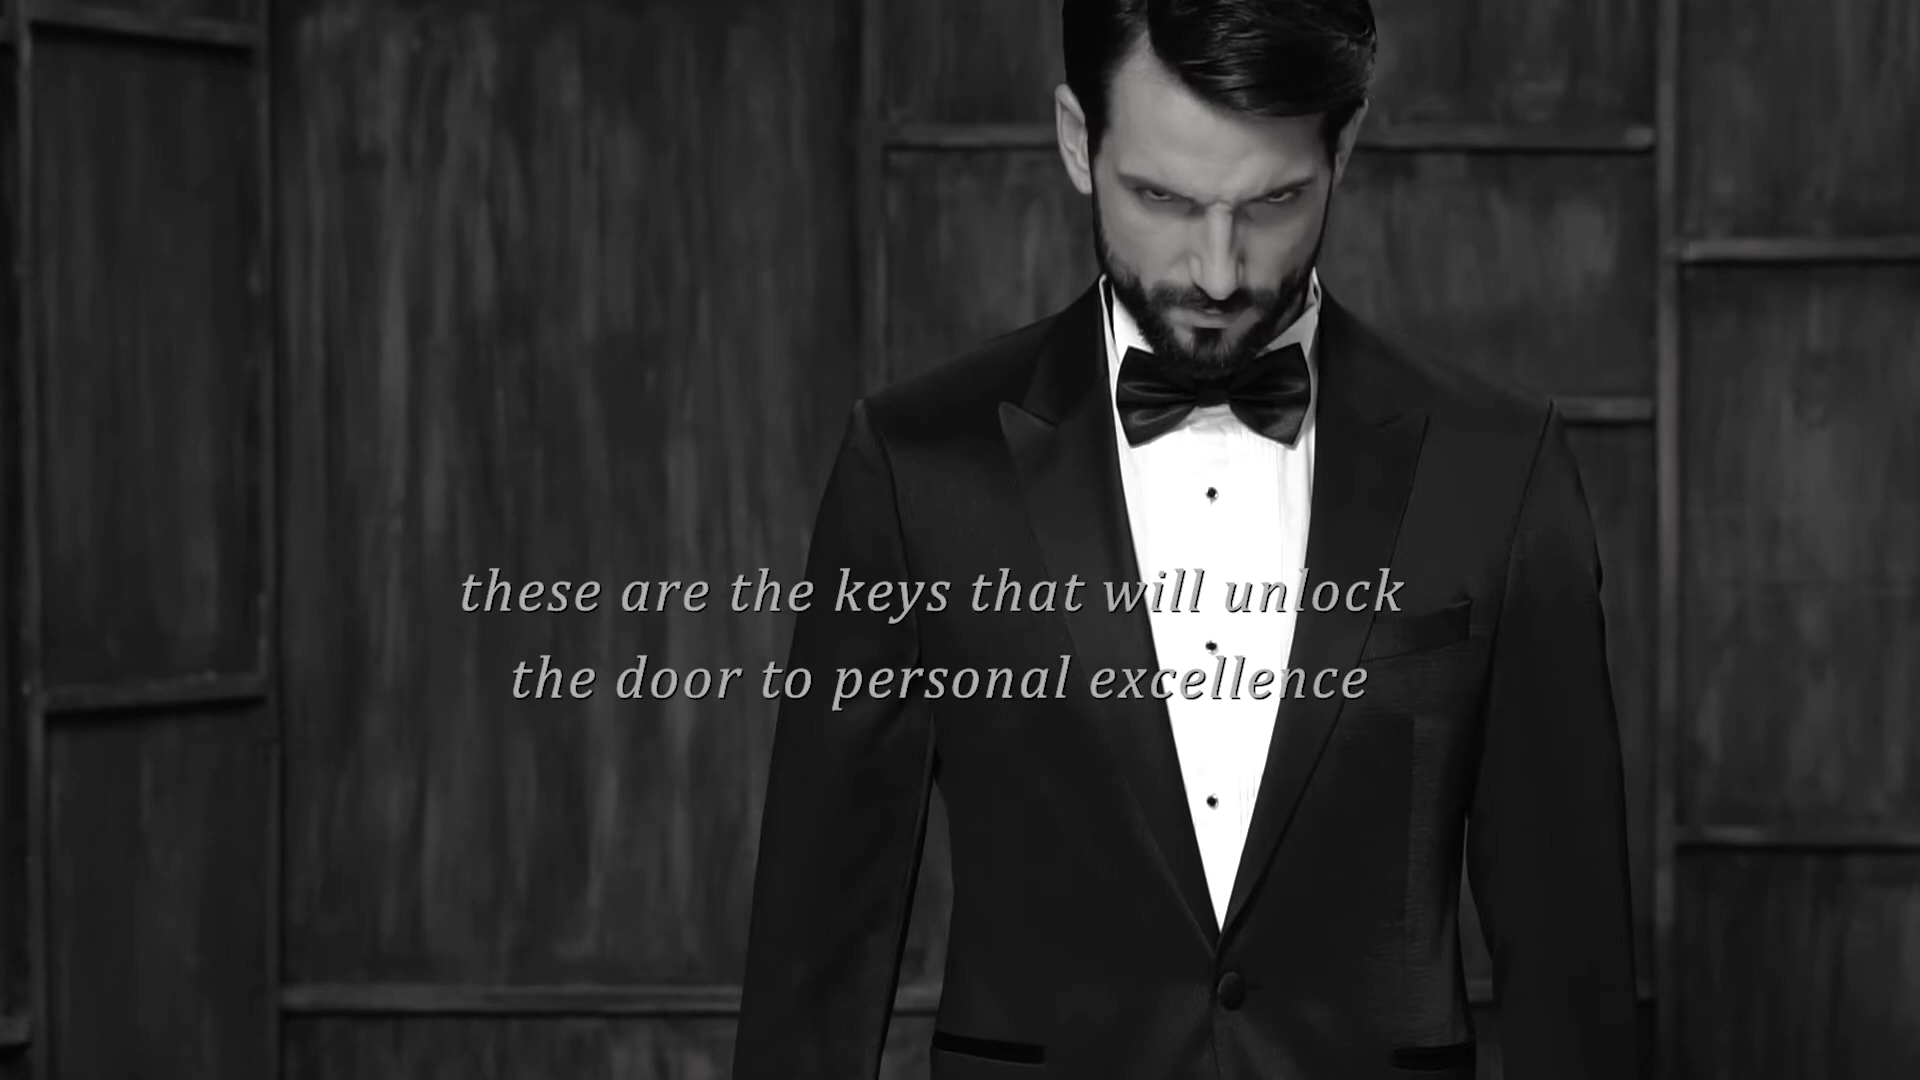 these are the keys that will unlock
the door to personal excellence